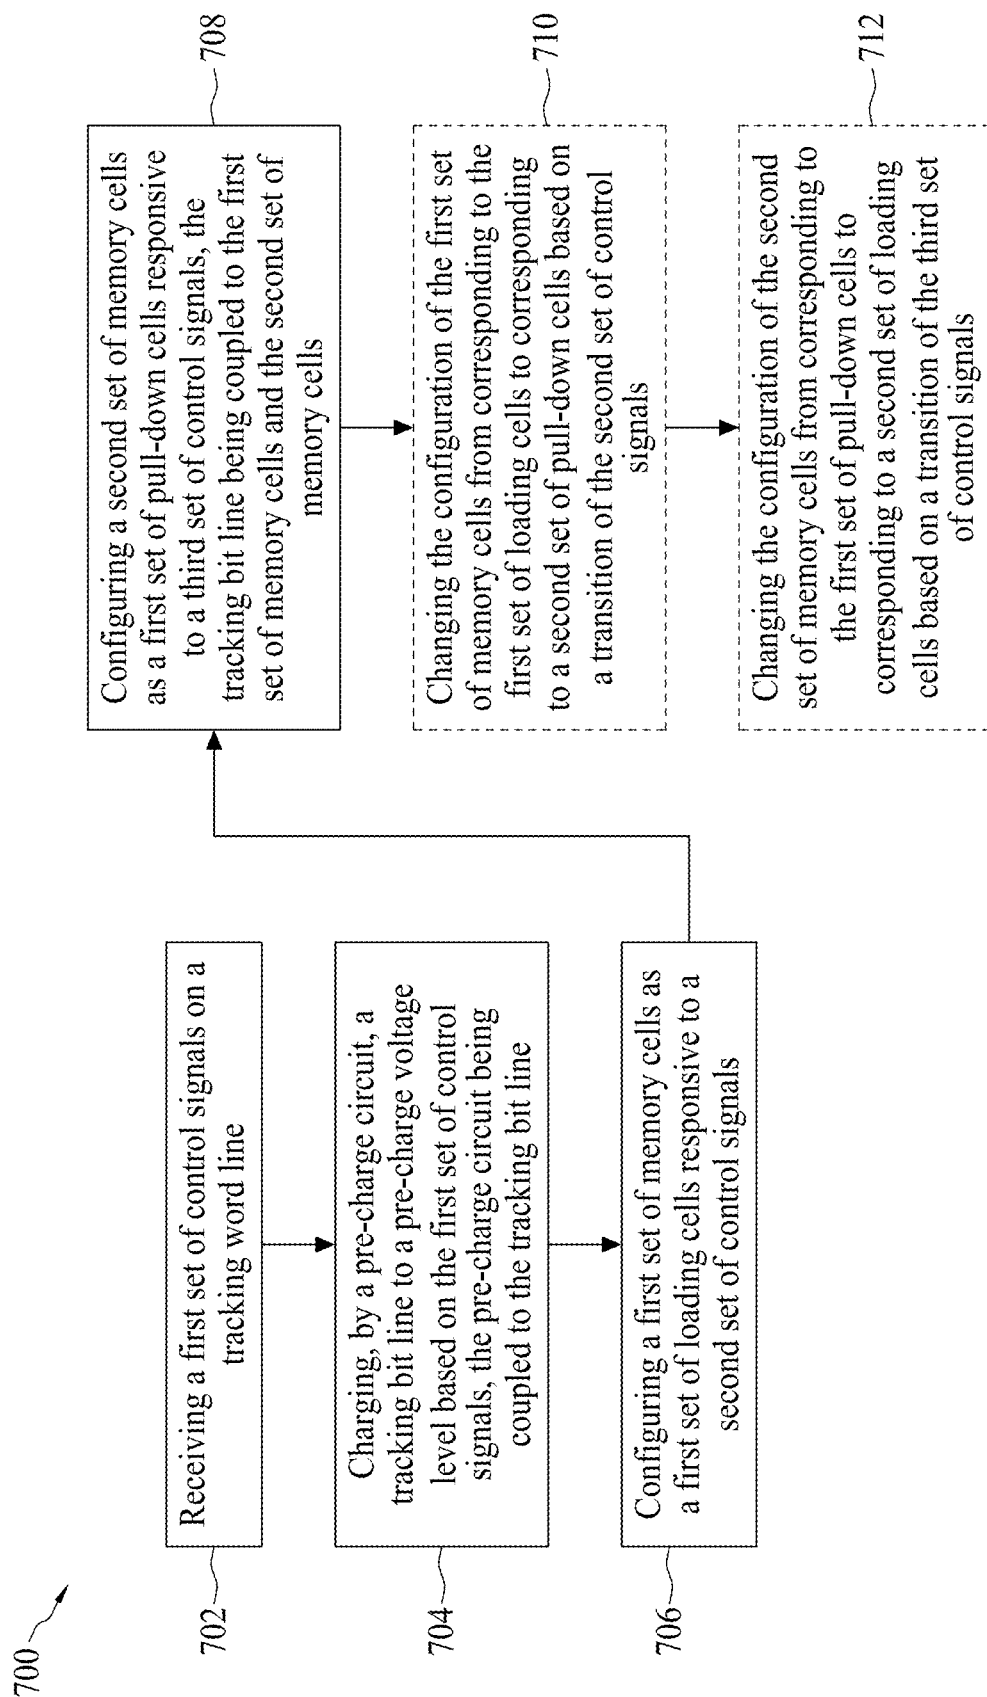 700
702
Receiving a first set of control signals on a
tracking word line
704
Charging, by a pre-charge circuit, a
tracking bit line to a pre-charge voltage
level based on the first set of control
signals, the pre-charge circuit being
coupled to the tracking bit line
706
Configuring a first set of memory cells as
a first set of loading cells responsive to a
second set of control signals
708
Configuring a second set of memory cells
as a first set of pull-down cells responsive
to a third set of control signals, the
tracking bit line being coupled to the first
set of memory cells and the second set of
memory cells
710
Changing the configuration of the first set
of memory cells from corresponding to the
first set of loading cells to corresponding
to a second set of pull-down cells based on
a transition of the second set of control
signals
712
Changing the configuration of the second
set of memory cells from corresponding to
the first set of pull-down cells to
corresponding to a second set of loading
cells based on a transition of the third set
of control signals